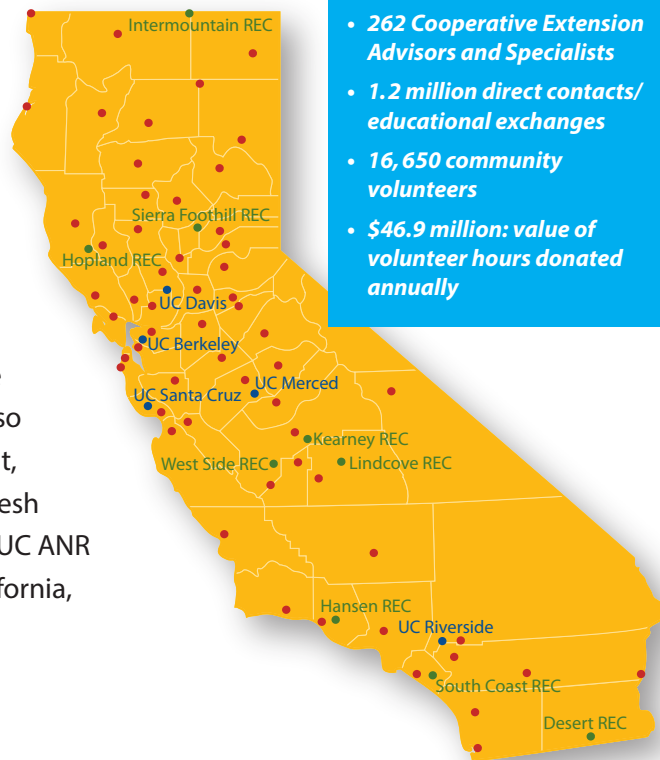 • 262 Cooperative Extension
Advisors and Specialists
• 1.2 million direct contacts/
educational exchanges
• 16,650 community
volunteers
• $46.9 million: value of
volunteer hours donated
annually
Intermountain REC
Sierra Foothill REC
Hopland REC
UC Davis
UC Berkeley
UC Merced
UC Santa Cruz
Kearney REC
West Side REC
Lindcove REC
Hansen REC
UC Riverside
South Coast REC
Desert REC
so
t,
esh
UC ANR
fornia,